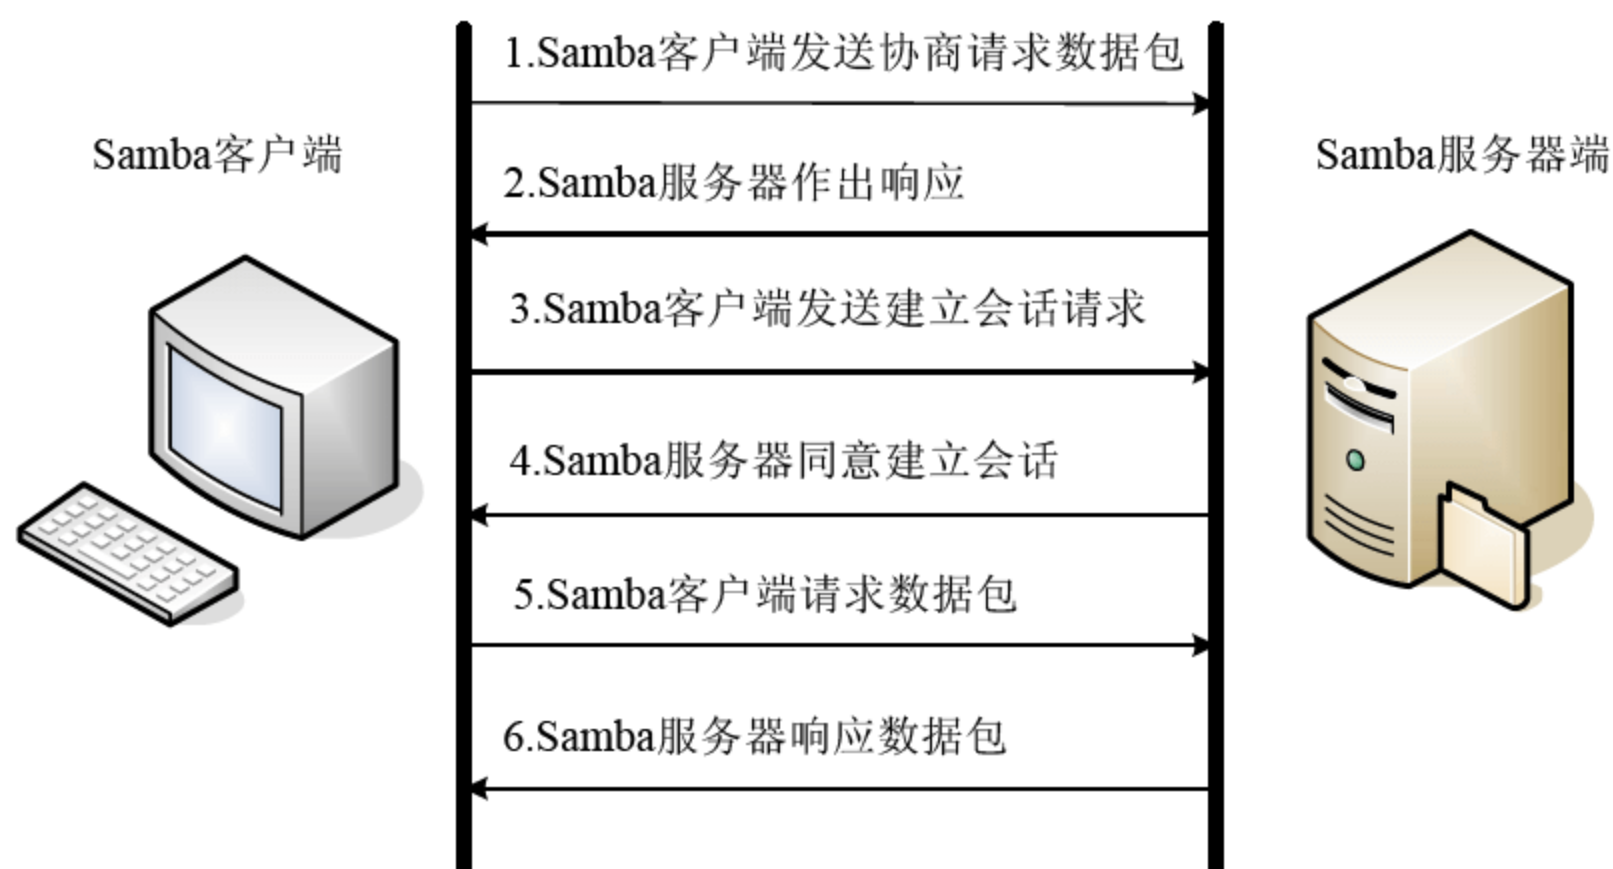 1.Samba客户端发送协商请求数据包
Samba客户端
Samba服务器端
2.Samba服务器作出响应
3.Samba客户端发送建立会话请求
4.Samba服务器同意建立会话
5.Samba客户端请求数据包
6.Samba服务器响应数据包